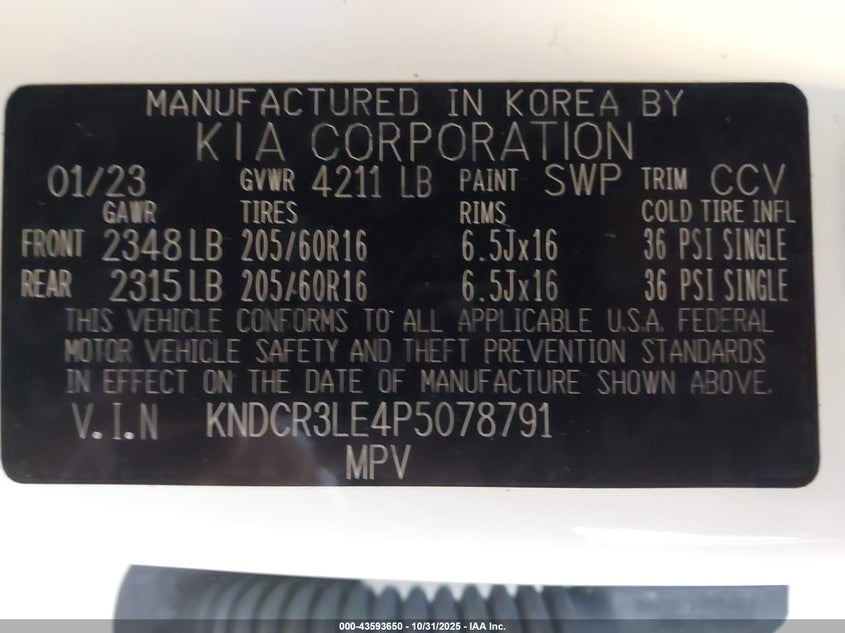 MANUFACTURED IN KOREA BY
KIA CORPORATION
01/23 GVWR 4211 LB PAINT SWP TRIM CCV
GAWR TIRES RIMS COLD TIRE INFL
FRONT 2348 LB 205/60R16 6.5Jx16 36 PSI SINGLE
REAR 2315 LB 205/60R16 6.5Jx16 36 PSI SINGLE
THIS VEHICLE CONFORMS TO ALL APPLICABLE U.S.A. FEDERAL
MOTOR VEHICLE SAFETY AND THEFT PREVENTION STANDARDS
IN EFFECT ON THE DATE OF MANUFACTURE SHOWN ABOVE.
V.I.N KNDCR3LE4P5078791
MPV
000-43593650 - 10/31/2025 - IAA Inc.